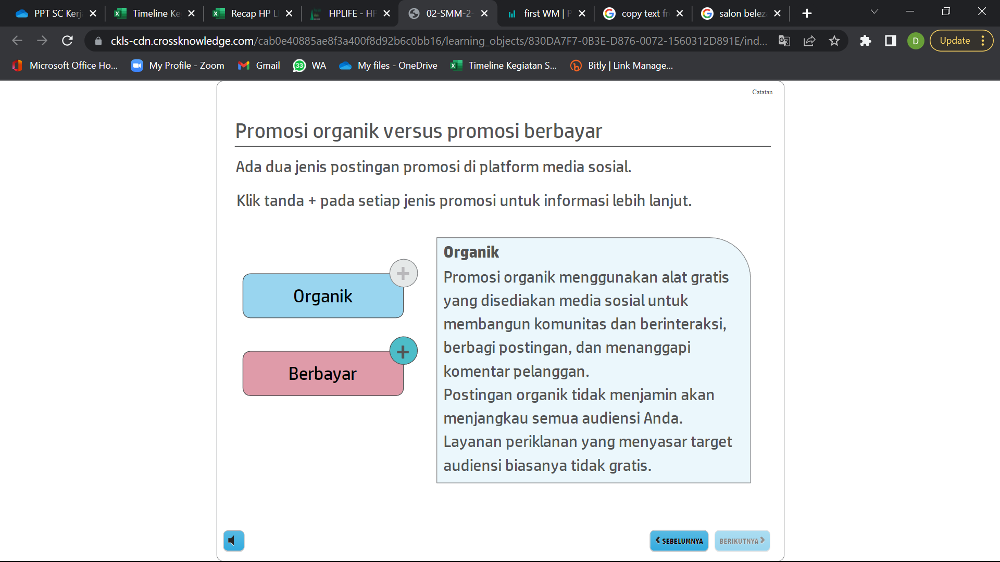 PPT SC Kerj
Timeline Ke
Recap HP L
HPLIFE - HP
02-SMM-2-
first WM | P
copy text fr
salon belez
ckls-cdn.crossknowledge.com/cab0e40885ae8f3a400f8d92b6c0bb16/learning_objects/830DA7F7-0B3E-D876-0072-1560312D891E/ind...
D
Update
Microsoft Office Ho...
My Profile - Zoom
Gmail
33
WA
My files - OneDrive
Timeline Kegiatan S...
Bitly | Link Manage...
Catatan
Promosi organik versus promosi berbayar
Ada dua jenis postingan promosi di platform media sosial.
Klik tanda + pada setiap jenis promosi untuk informasi lebih lanjut.
+
Organik
+
Berbayar
Organik
Promosi organik menggunakan alat gratis
yang disediakan media sosial untuk
membangun komunitas dan berinteraksi,
berbagi postingan, dan menanggapi
komentar pelanggan.
Postingan organik tidak menjamin akan
menjangkau semua audiensi Anda.
Layanan periklanan yang menyasar target
audiensi biasanya tidak gratis.
SEBELUMNYA
BERIKUTNYA